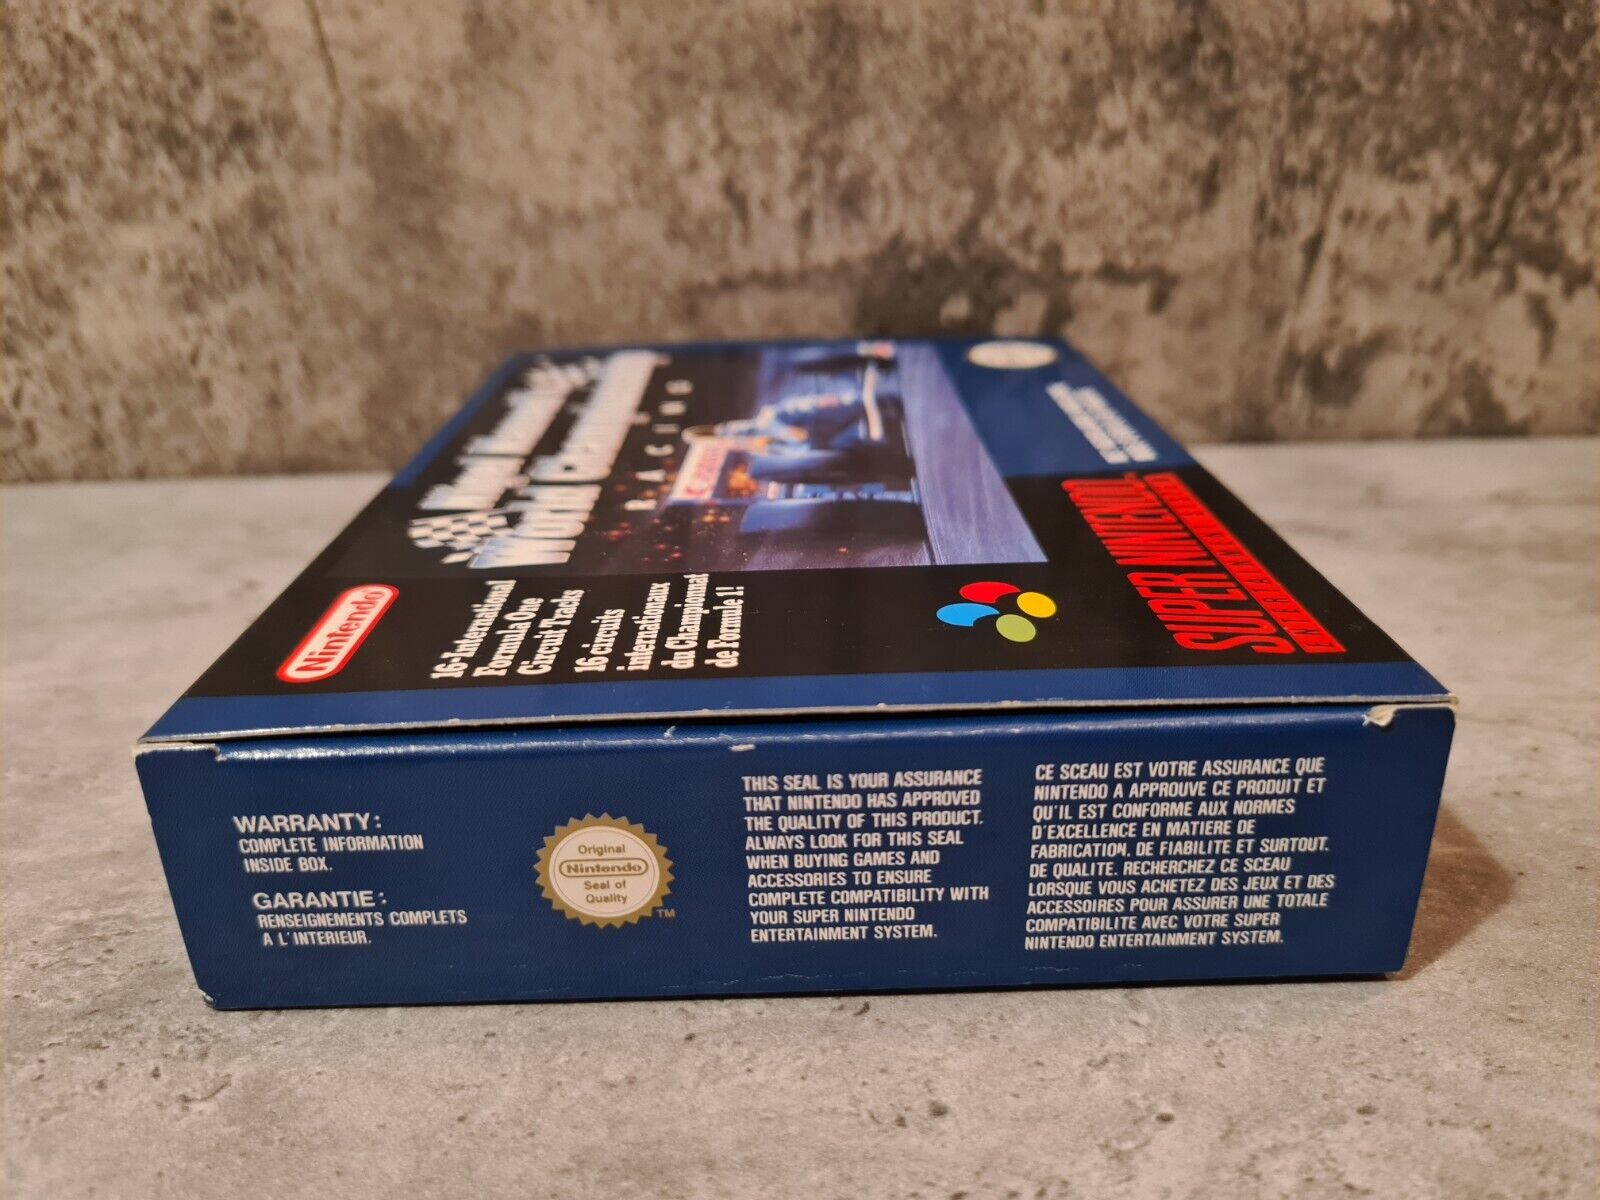 World Championship
RACING
Nintendo
16-International
Formula One
Circuit Tracks
16 circuits
internationaux
du Championnat
de Formule 1!
SUPER NINTENDO
ENTERTAINMENT SYSTEM
WARRANTY:
COMPLETE INFORMATION
INSIDE BOX.
GARANTIE:
RENSEIGNEMENTS COMPLETS
A L'INTERIEUR.
Original
Nintendo
Seal of
Quality
TM
THIS SEAL IS YOUR ASSURANCE
THAT NINTENDO HAS APPROVED
THE QUALITY OF THIS PRODUCT.
ALWAYS LOOK FOR THIS SEAL
WHEN BUYING GAMES AND
ACCESSORIES TO ENSURE
COMPLETE COMPATIBILITY WITH
YOUR SUPER NINTENDO
ENTERTAINMENT SYSTEM.
CE SCEAU EST VOTRE ASSURANCE QUE
NINTENDO A APPROUVE CE PRODUIT ET
QU'IL EST CONFORME AUX NORMES
D'EXCELLENCE EN MATIERE DE
FABRICATION, DE FIABILITE ET SURTOUT,
DE QUALITE. RECHERCHEZ CE SCEAU
LORSQUE VOUS ACHETEZ DES JEUX ET DES
ACCESSOIRES POUR ASSURER UNE TOTALE
COMPATIBILITE AVEC VOTRE SUPER
NINTENDO ENTERTAINMENT SYSTEM.